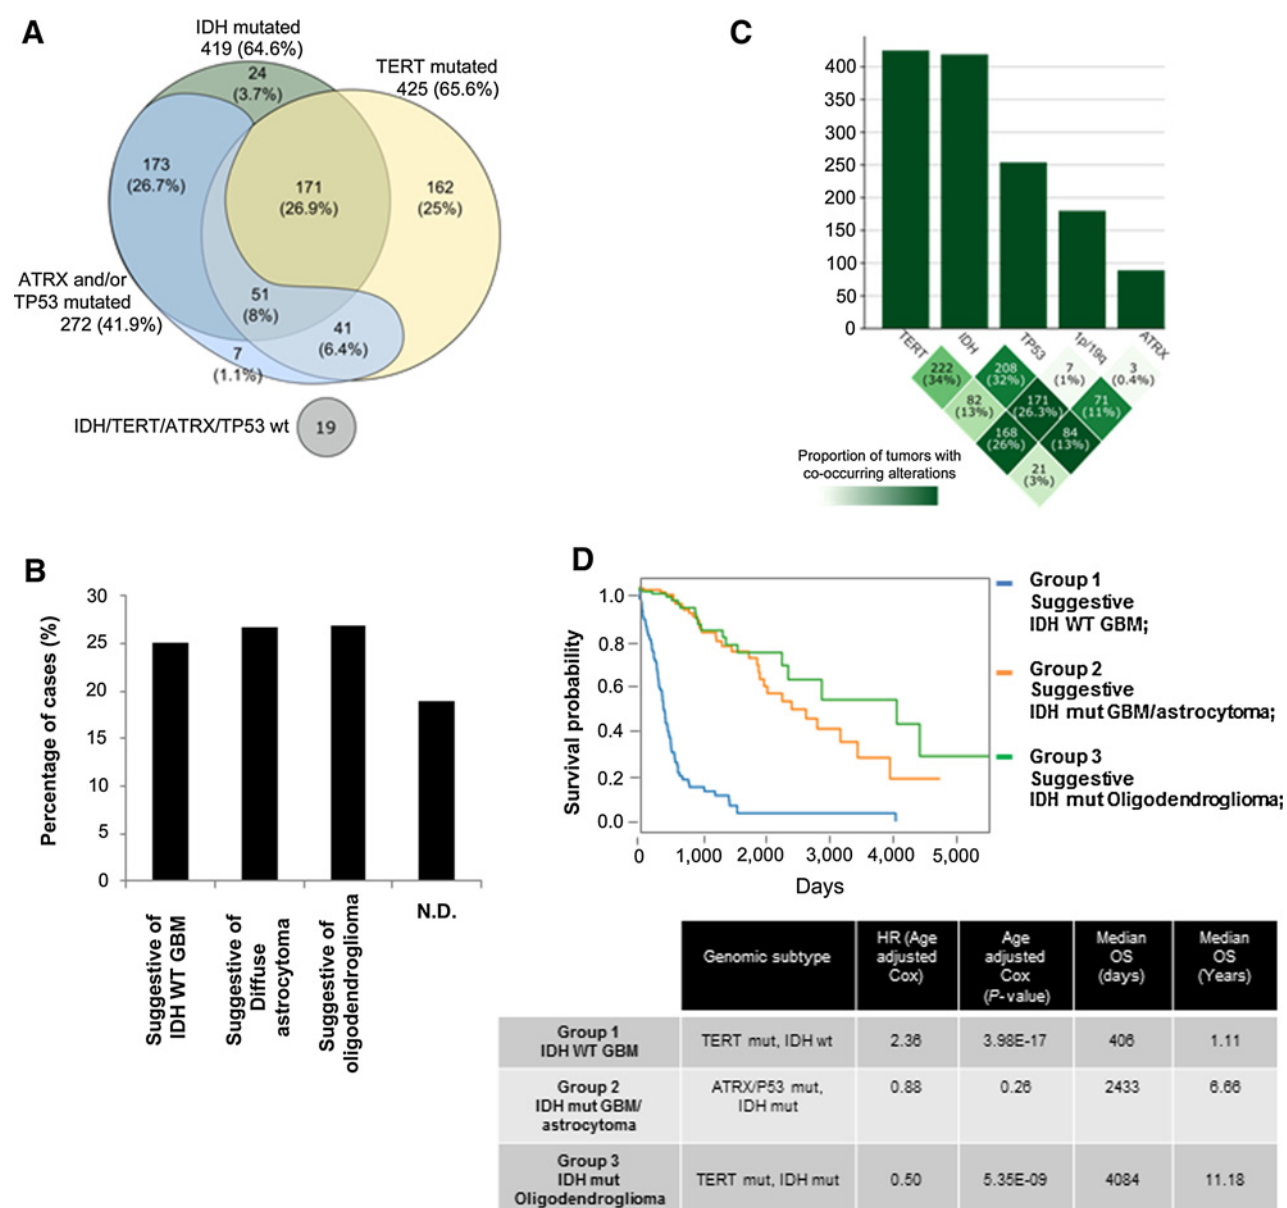 A
IDH mutated
419 (64.6%)
24
(3.7%)
TERT mutated
425 (65.6%)
173
(26.7%)
171
(26.9%)
162
(25%)
ATRX and/or
TP53 mutated
272 (41.9%)
51
(8%)
41
(6.4%)
7
(1.1%)
IDH/TERT/ATRX/TP53 wt
19
C
400
350
300
250
200
150
100
50
0
TERT
IDH
TP53
1p/19q
ATRX
222
(34%)
208
(32%)
7
(1%)
3
(0.4%)
82
(13%)
171
(26.3%)
71
(11%)
168
(26%)
84
(13%)
21
(3%)
Proportion of tumors with
co-occurring alterations
B
Percentage of cases (%)
30
25
20
15
10
5
0
Suggestive of
IDH WT GBM
Suggestive of
Diffuse
astrocytoma
Suggestive of
oligodendroglioma
N.D.
D
Survival probability
1.0
0.8
0.6
0.4
0.2
0.0
0
1,000
2,000
3,000
4,000
5,000
Days
Group 1
Suggestive
IDH WT GBM;
Group 2
Suggestive
IDH mut GBM/astrocytoma;
Group 3
Suggestive
IDH mut Oligodendroglioma;
Genomic subtype
HR (Age
adjusted
Cox)
Age
adjusted
Cox
(P-value)
Median
OS
(days)
Median
OS
(Years)
Group 1
IDH WT GBM
TERT mut, IDH wt
2.36
3.98E-17
406
1.11
Group 2
IDH mut GBM/
astrocytoma
ATRX/P53 mut,
IDH mut
0.88
0.26
2433
6.66
Group 3
IDH mut
Oligodendroglioma
TERT mut, IDH mut
0.50
5.35E-09
4084
11.18